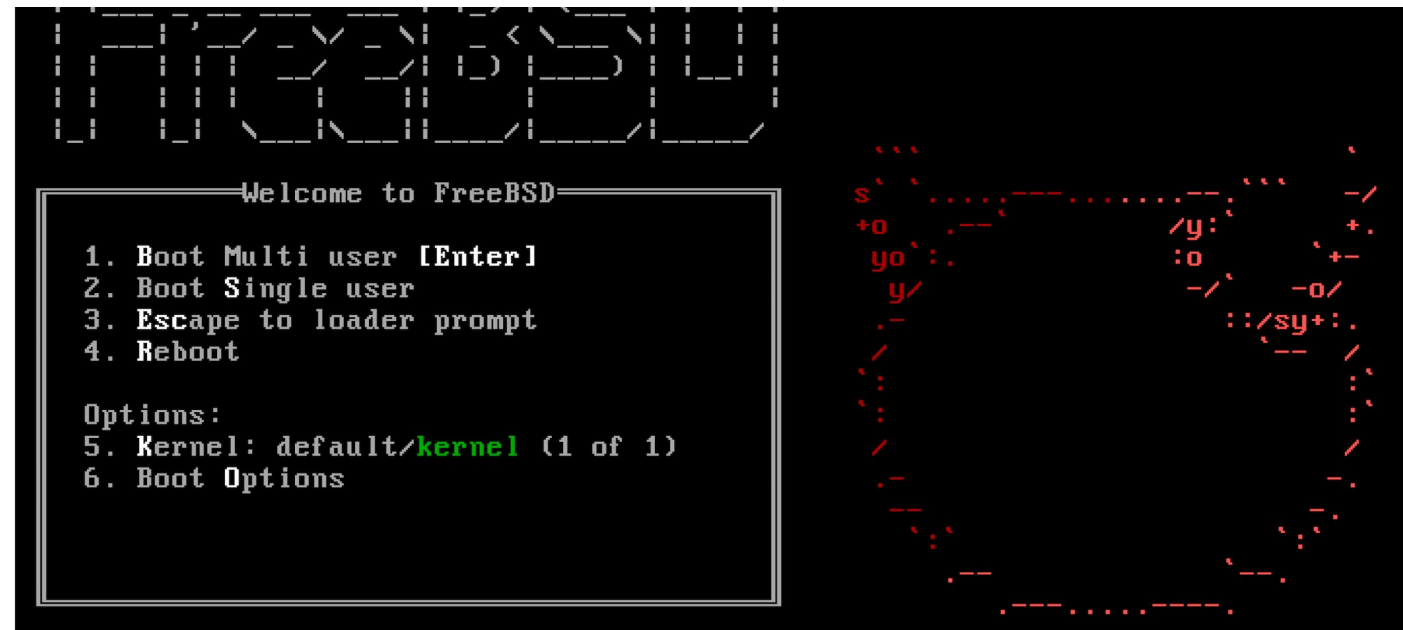 FreeBSD
Welcome to FreeBSD
1. Boot Multi user [Enter]
2. Boot Single user
3. Escape to loader prompt
4. Reboot
Options:
5. Kernel: default/kernel (1 of 1)
6. Boot Options